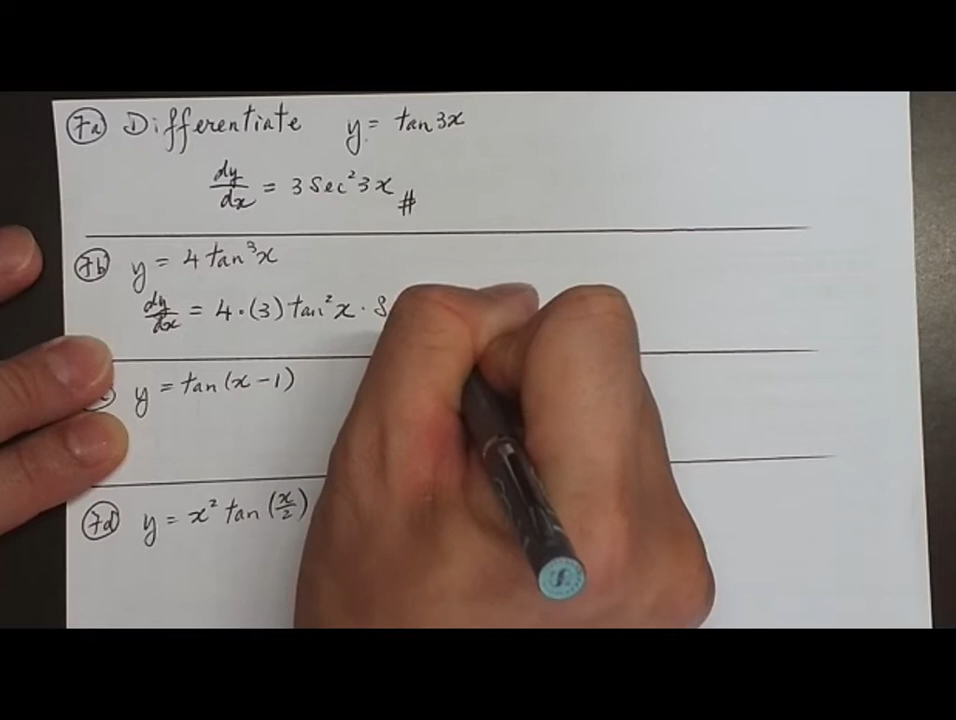 7a Differentiate y = tan 3x
dy/dx = 3 Sec²3x #
7b y = 4 tan³x
dy/dx = 4·(3) tan²x · S
y = tan(x - 1)
7d y = x² tan(x/2)